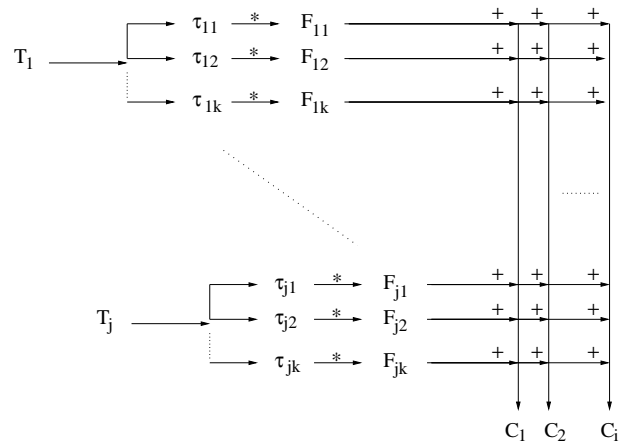 τ11 * F11 + + +
T1
τ12 * F12 + + +
τ1k * F1k + + +
τj1 * Fj1 + + +
Tj
τj2 * Fj2 + + +
τjk * Fjk + + +
C1 C2 Ci